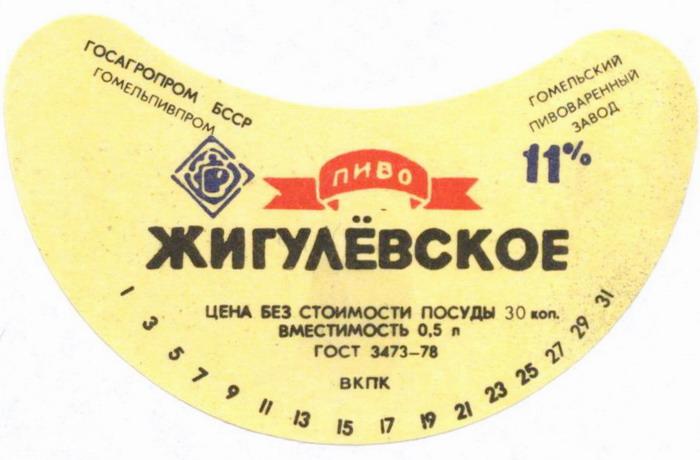 ГОСАГРОПРОМ БССР
ГОМЕЛЬПИВПРОМ
ГОМЕЛЬСКИЙ
ПИВОВАРЕННЫЙ
ЗАВОД
11%
ПИВО
ЖИГУЛЁВСКОЕ
ЦЕНА БЕЗ СТОИМОСТИ ПОСУДЫ 30 коп.
ВМЕСТИМОСТЬ 0,5 л
ГОСТ 3473–78
ВКПК
1 3 5 7 9 11 13 15 17 19 21 23 25 27 29 31